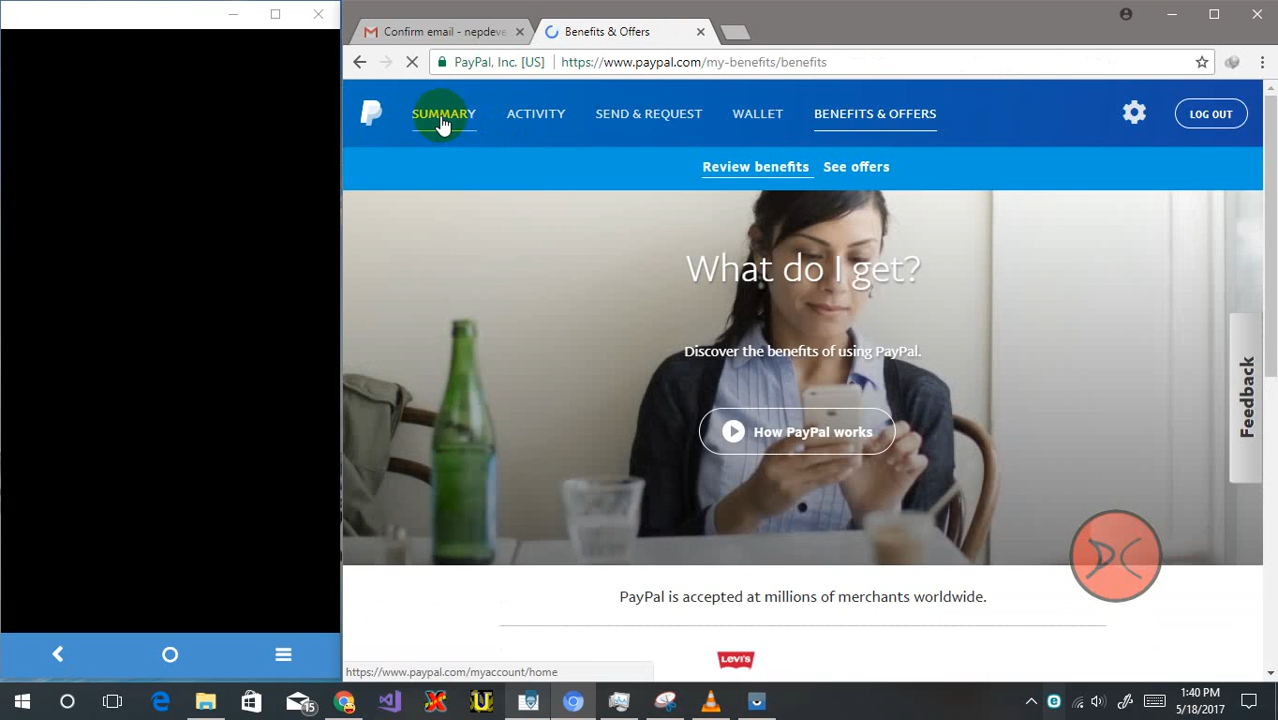 Confirm email - nepdeve
Benefits & Offers
PayPal, Inc. [US]
https://www.paypal.com/my-benefits/benefits
SUMMARY
ACTIVITY
SEND & REQUEST
WALLET
BENEFITS & OFFERS
LOG OUT
Review benefits
See offers
What do I get?
Discover the benefits of using PayPal.
How PayPal works
Feedback
DC
PayPal is accepted at millions of merchants worldwide.
Levi's
https://www.paypal.com/myaccount/home
15
1:40 PM
5/18/2017